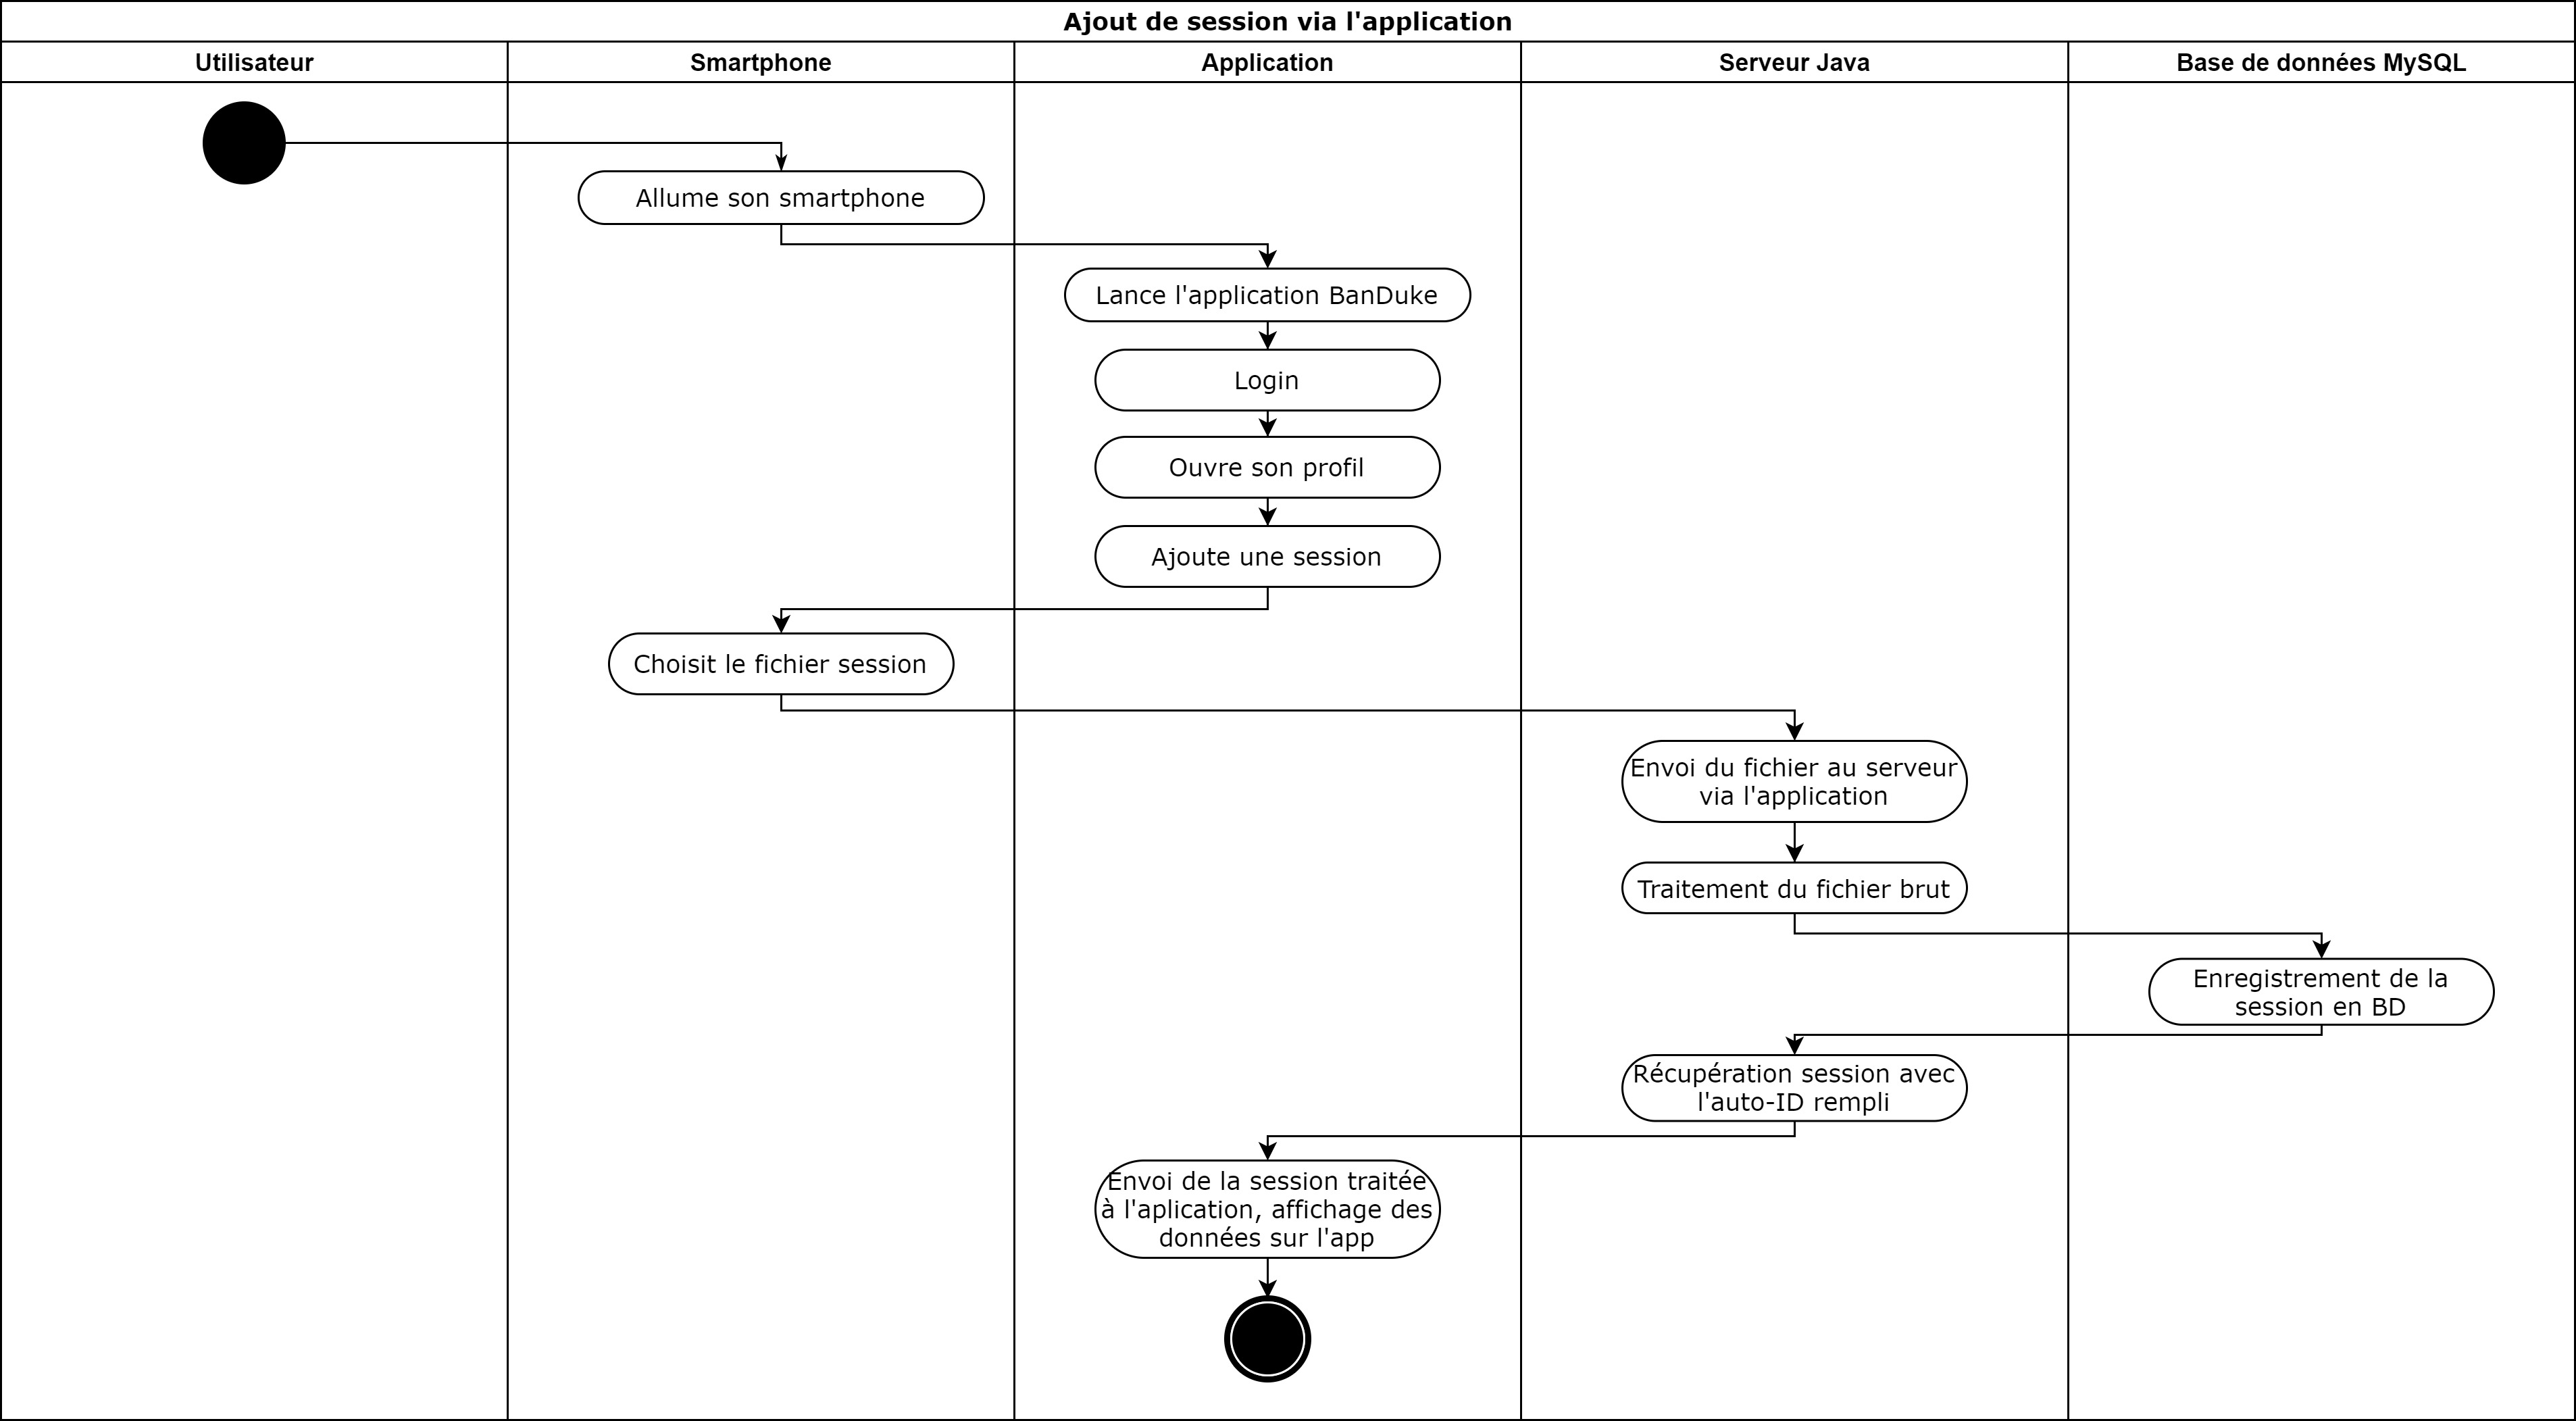 Ajout de session via l'application
Utilisateur
Smartphone
Application
Serveur Java
Base de données MySQL
Allume son smartphone
Lance l'application BanDuke
Login
Ouvre son profil
Ajoute une session
Choisit le fichier session
Envoi du fichier au serveur
via l'application
Traitement du fichier brut
Enregistrement de la
session en BD
Récupération session avec
l'auto-ID rempli
Envoi de la session traitée
à l'aplication, affichage des
données sur l'app